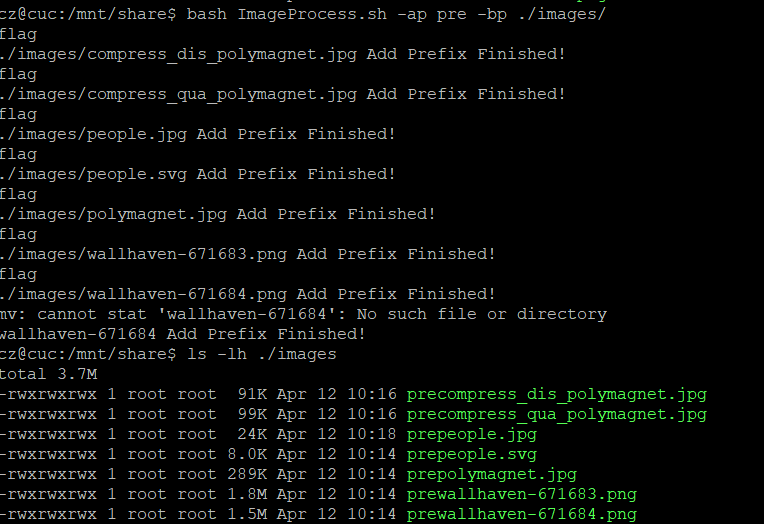 cz@cuc:/mnt/share$ bash ImageProcess.sh -ap pre -bp ./images/
flag
./images/compress_dis_polymagnet.jpg Add Prefix Finished!
flag
./images/compress_qua_polymagnet.jpg Add Prefix Finished!
flag
./images/people.jpg Add Prefix Finished!
flag
./images/people.svg Add Prefix Finished!
flag
./images/polymagnet.jpg Add Prefix Finished!
flag
./images/wallhaven-671683.png Add Prefix Finished!
flag
./images/wallhaven-671684.png Add Prefix Finished!
mv: cannot stat 'wallhaven-671684': No such file or directory
wallhaven-671684 Add Prefix Finished!
cz@cuc:/mnt/share$ ls -lh ./images
total 3.7M
-rwxrwxrwx 1 root root  91K Apr 12 10:16 precompress_dis_polymagnet.jpg
-rwxrwxrwx 1 root root  99K Apr 12 10:16 precompress_qua_polymagnet.jpg
-rwxrwxrwx 1 root root  24K Apr 12 10:18 prepeople.jpg
-rwxrwxrwx 1 root root 8.0K Apr 12 10:14 prepeople.svg
-rwxrwxrwx 1 root root 289K Apr 12 10:14 prepolymagnet.jpg
-rwxrwxrwx 1 root root 1.8M Apr 12 10:14 prewallhaven-671683.png
-rwxrwxrwx 1 root root 1.5M Apr 12 10:14 prewallhaven-671684.png